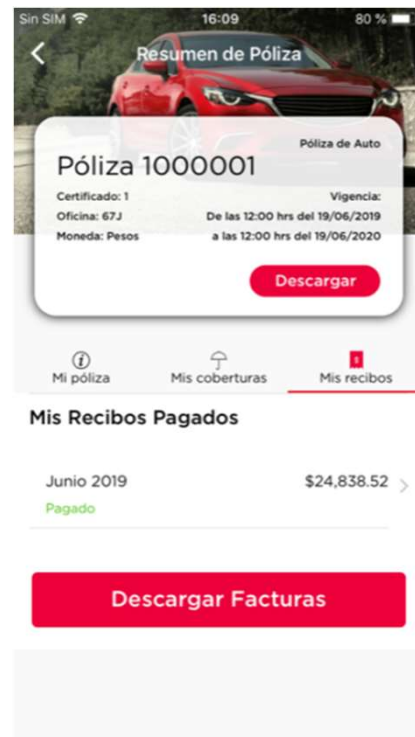 Sin SIM 16:09 80 %
Resumen de Póliza
Póliza de Auto
Póliza 1000001
Certificado: 1 Vigencia:
Oficina: 67J De las 12:00 hrs del 19/06/2019
Moneda: Pesos a las 12:00 hrs del 19/06/2020
Descargar
Mi póliza Mis coberturas Mis recibos
Mis Recibos Pagados
Junio 2019 $24,838.52
Pagado
Descargar Facturas